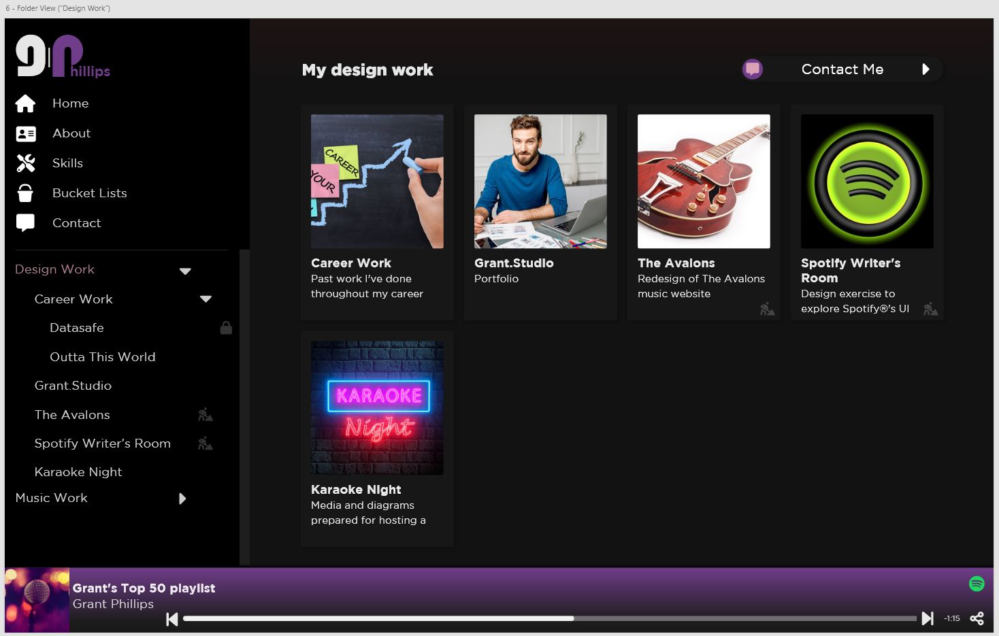 6 - Folder View ("Design Work")
gp
hillips
Home
About
Skills
Bucket Lists
Contact
Design Work
Career Work
Datasafe
Outta This World
Grant.Studio
The Avalons
Spotify Writer's Room
Karaoke Night
Music Work
My design work
Contact Me
CAREER
YOUR
Career Work
Past work I've done
throughout my career
Grant.Studio
Portfolio
The Avalons
Redesign of The Avalons
music website
Spotify Writer's
Room
Design exercise to
explore Spotify®'s UI
KARAOKE
Night
Karaoke Night
Media and diagrams
prepared for hosting a
Grant's Top 50 playlist
Grant Phillips
-1:15